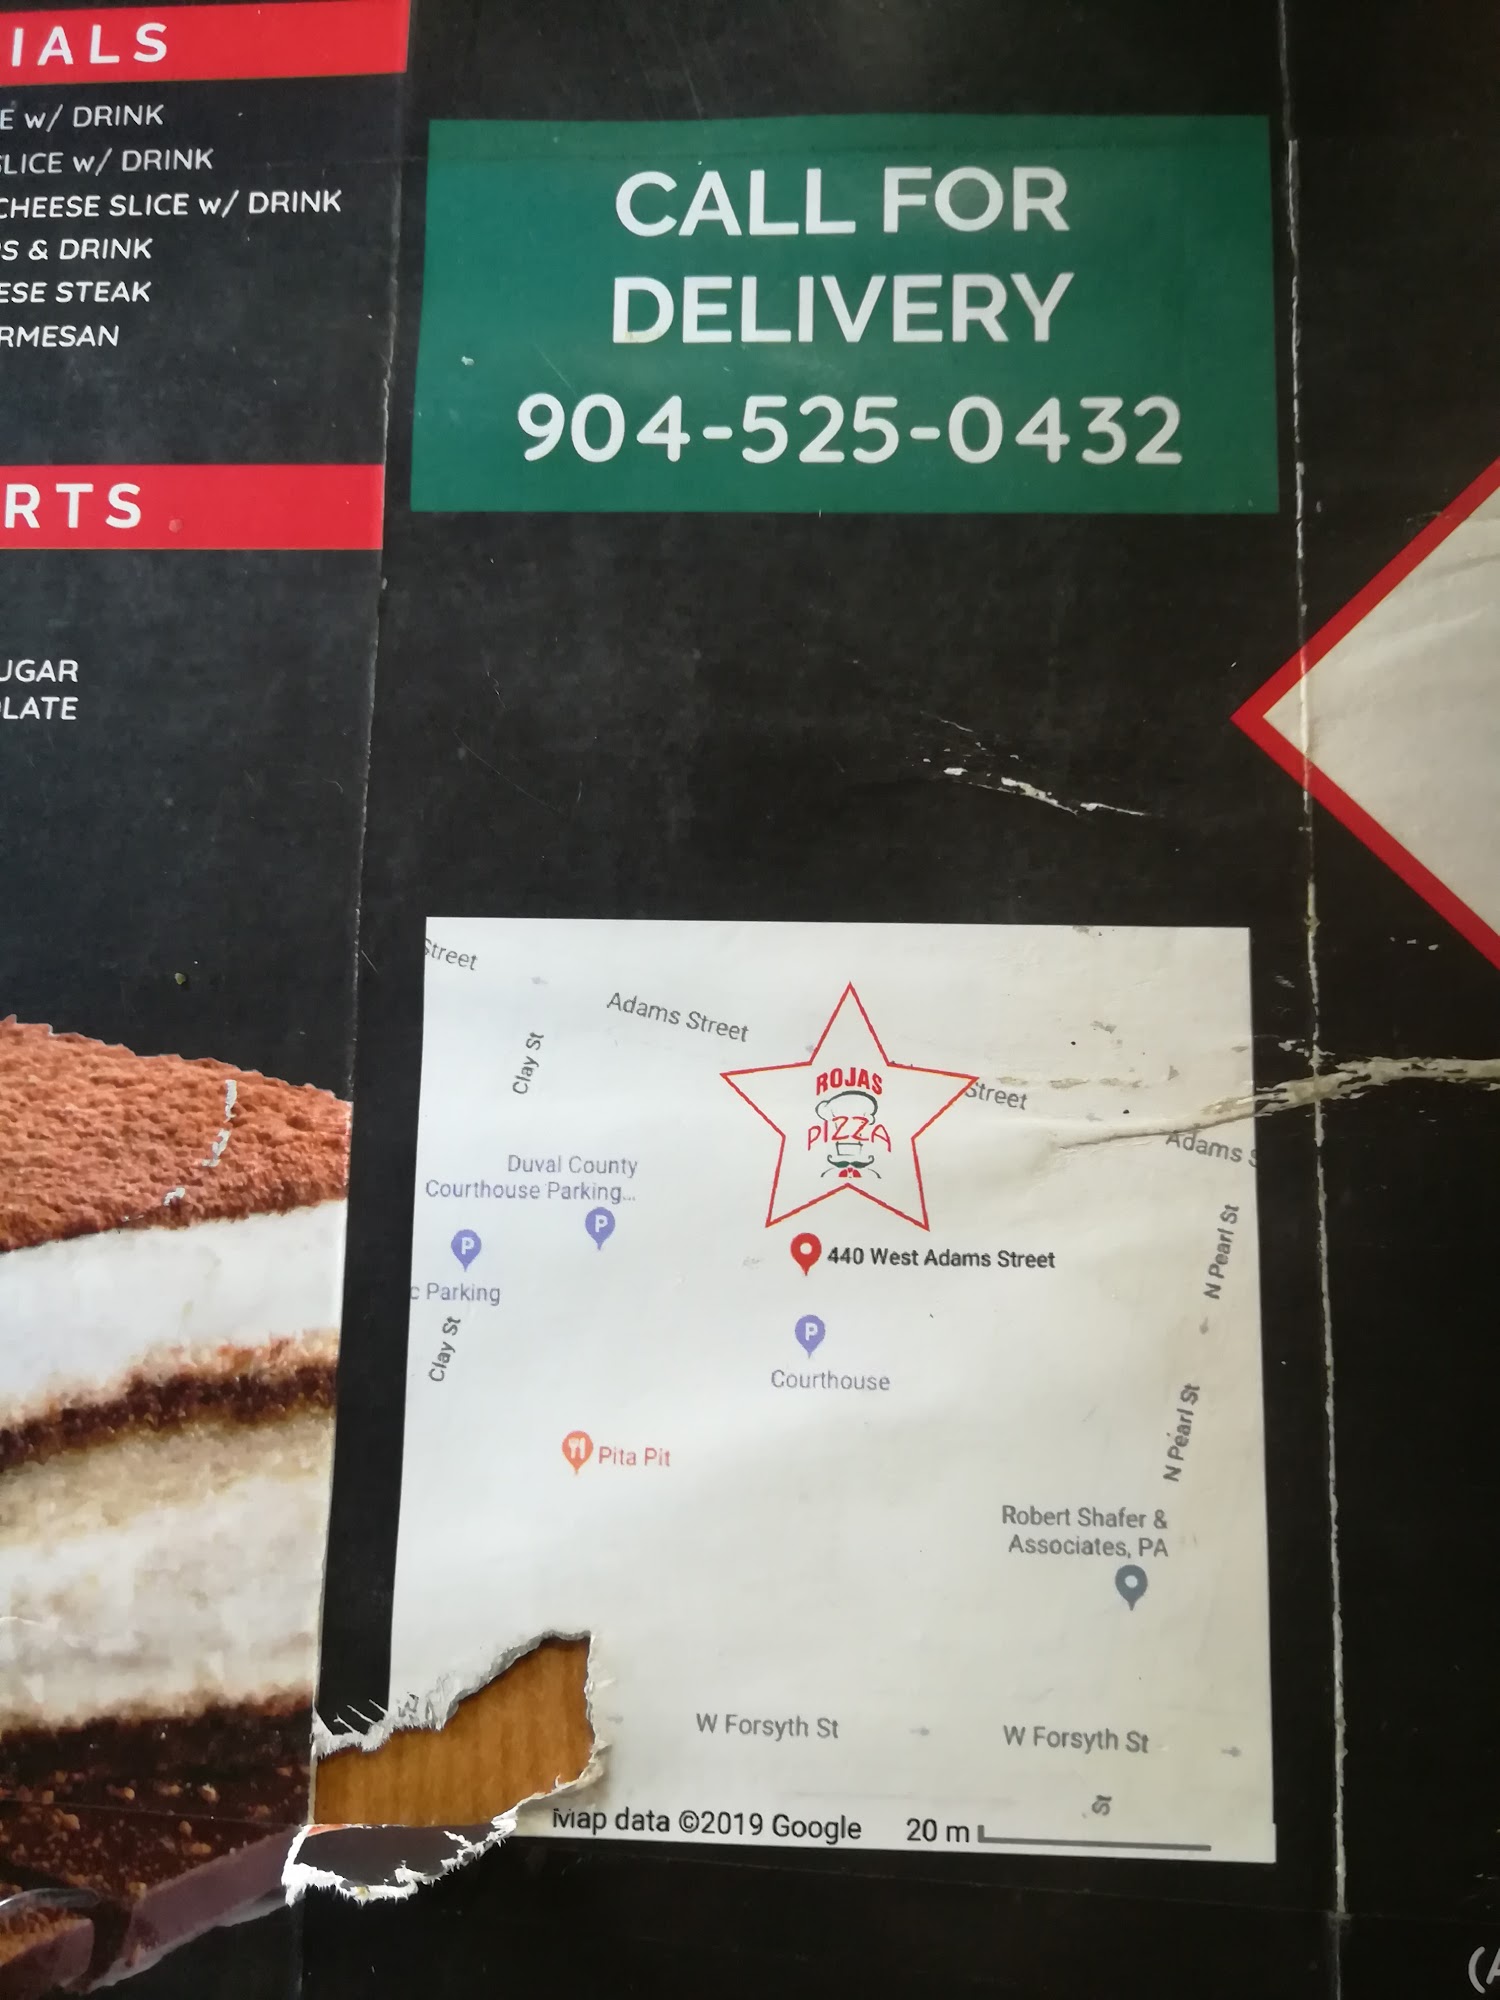 IALS
E w/ DRINK
SLICE w/ DRINK
CHEESE SLICE w/ DRINK
PS & DRINK
ESE STEAK
RMESAN
RTS
UGAR
OLATE
CALL FOR
DELIVERY
904-525-0432
Street
Adams Street
Clay St
ROJAS
PIZZA
Street
Adams S
Duval County
Courthouse Parking...
P
P
c Parking
440 West Adams Street
N Pearl St
Clay St
P
Courthouse
N Pearl St
Pita Pit
Robert Shafer &
Associates, PA
W Forsyth St
W Forsyth St
St
Map data ©2019 Google 20 m
(A